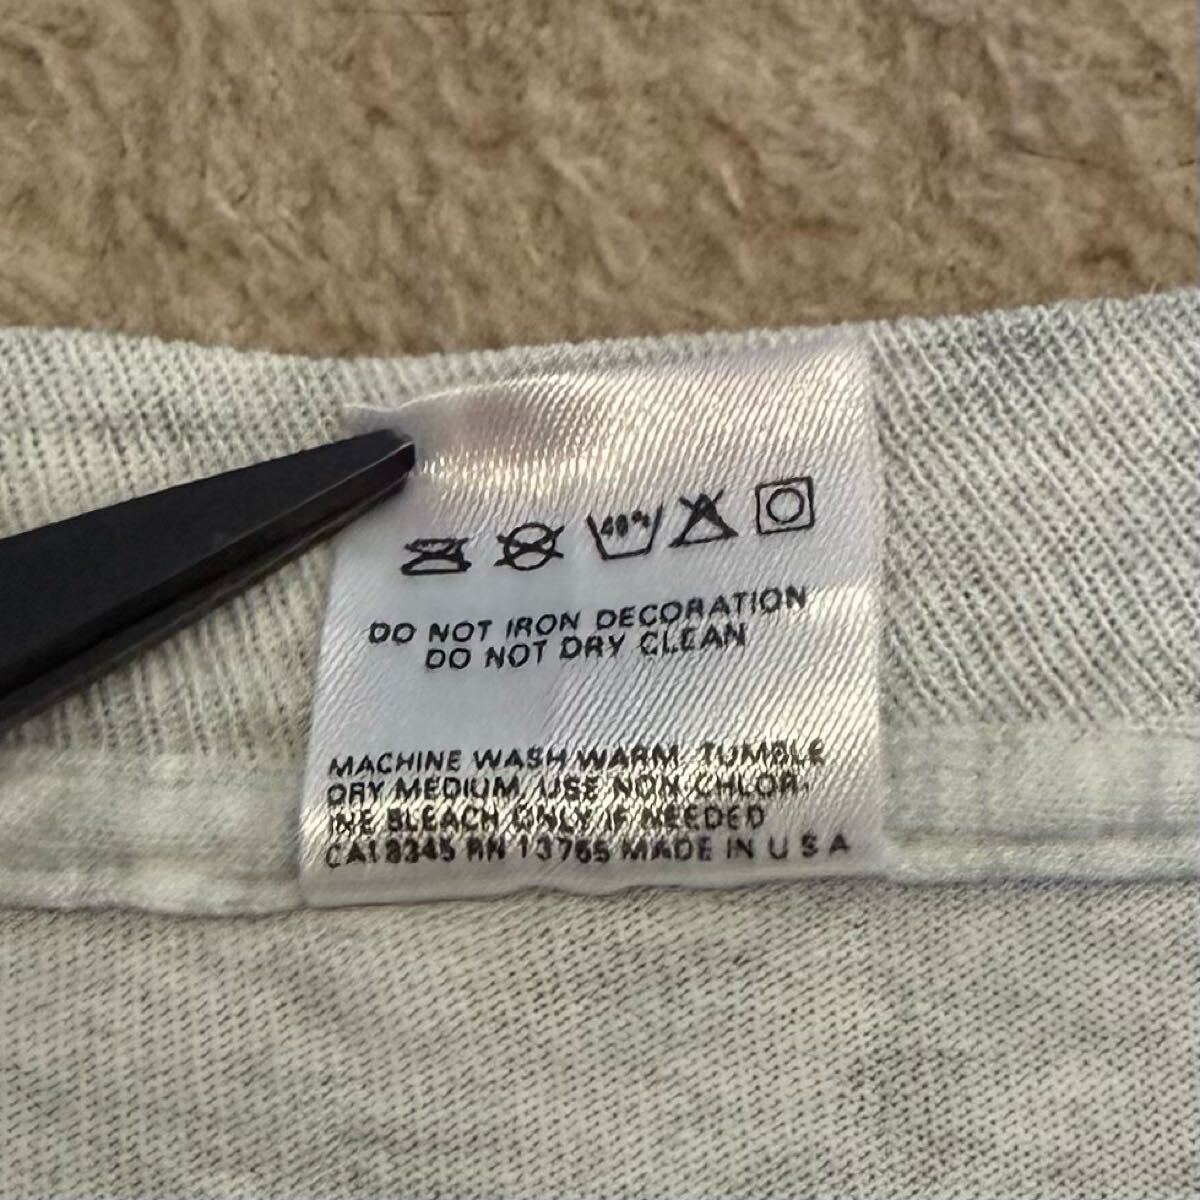 40°
DO NOT IRON DECORATION
DO NOT DRY CLEAN
MACHINE WASH WARM. TUMBLE
DRY MEDIUM. USE NON-CHLOR-
INE BLEACH ONLY IF NEEDED
CA18345 RN 13765 MADE IN U S A